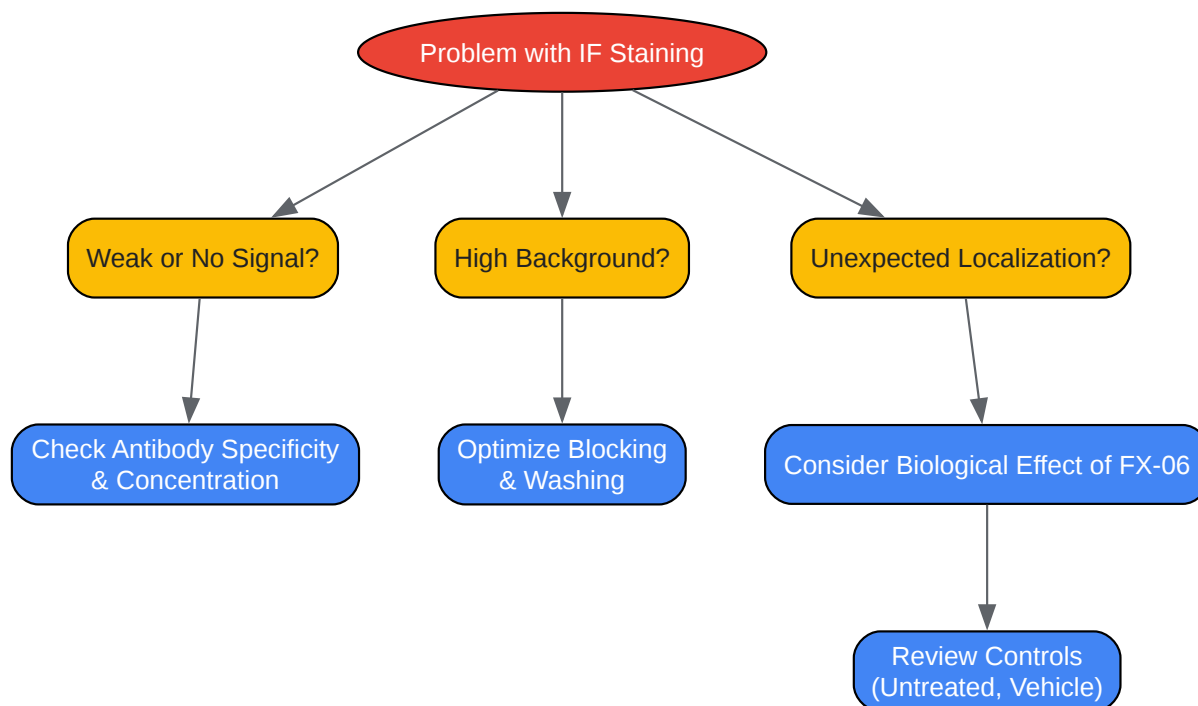 Problem with IF Staining
Weak or No Signal?
High Background?
Unexpected Localization?
Check Antibody Specificity
& Concentration
Optimize Blocking
& Washing
Consider Biological Effect of FX-06
Review Controls
(Untreated, Vehicle)